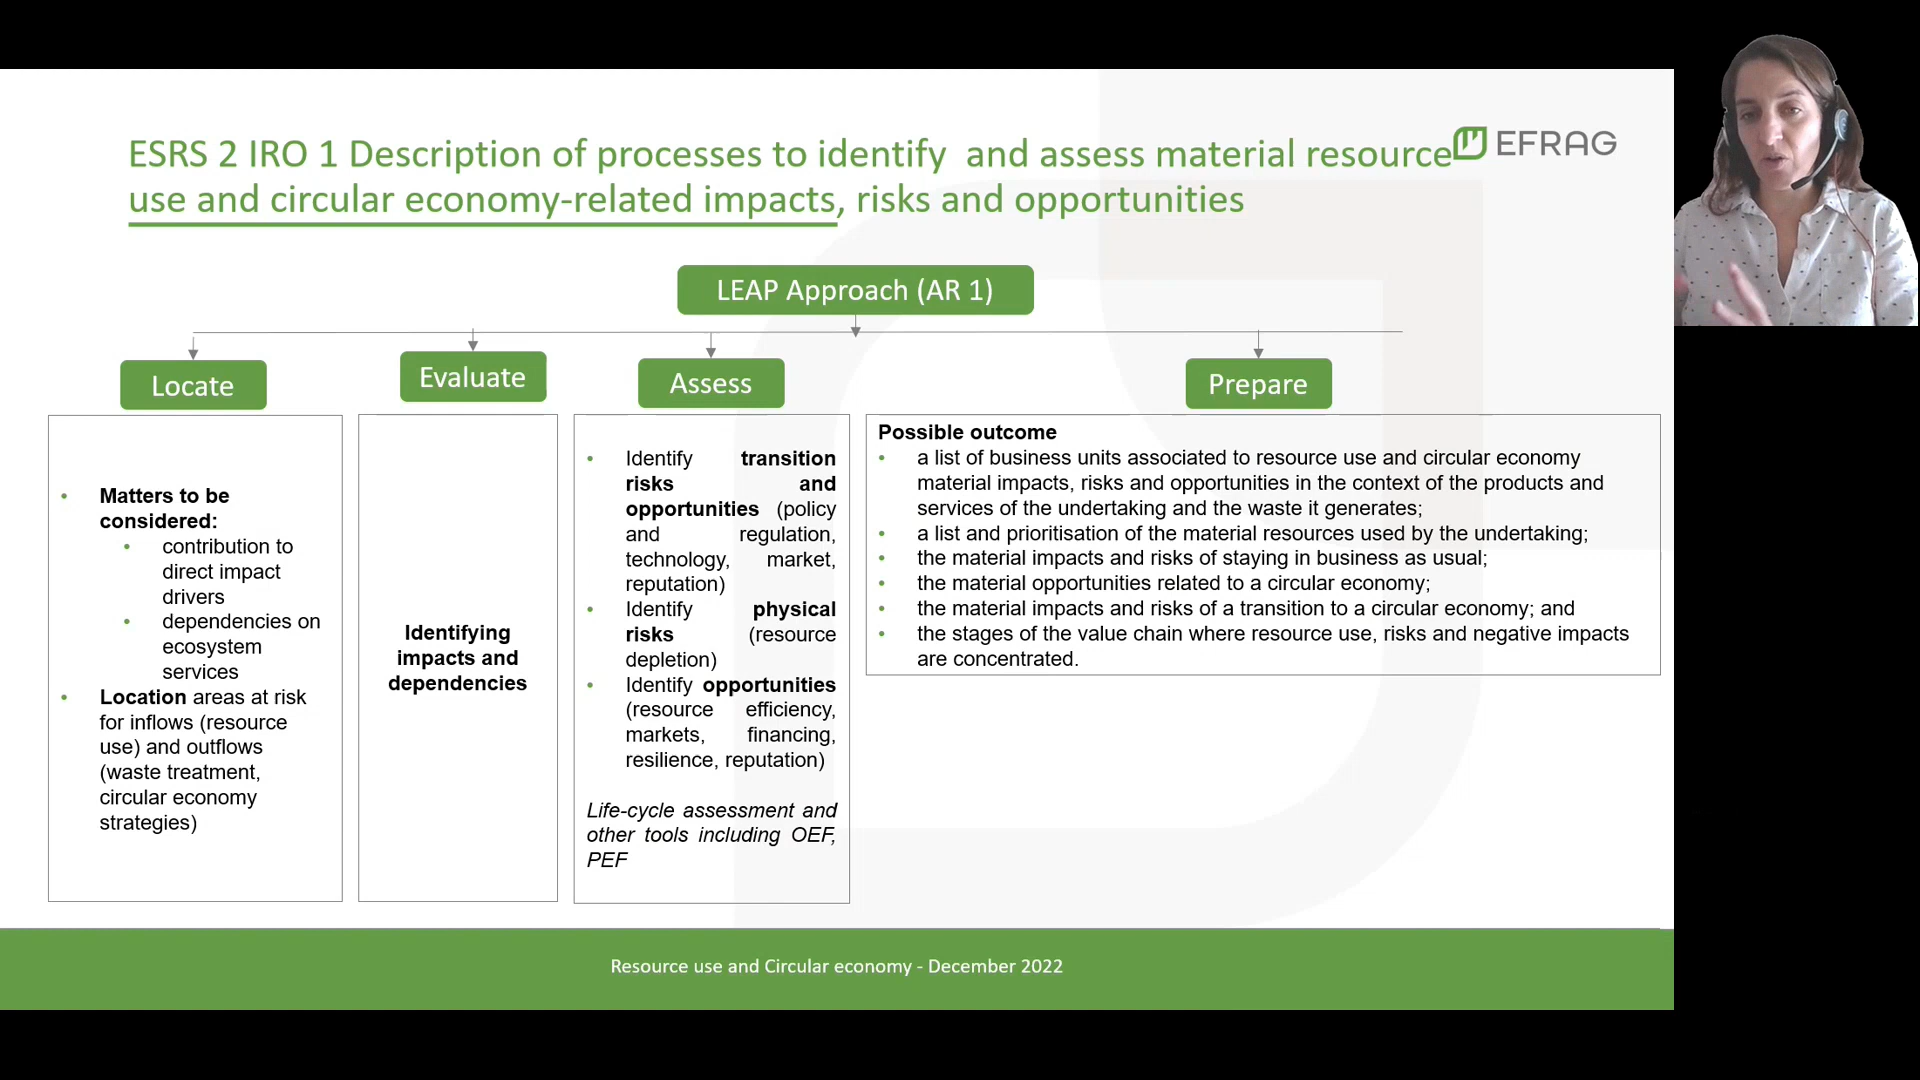 ESRS 2 IRO 1 Description of processes to identify and assess material resource
use and circular economy-related impacts, risks and opportunities
EFRAG
LEAP Approach (AR 1)
Locate
Evaluate
Assess
Prepare
• Matters to be
considered:
• contribution to
direct impact
drivers
• dependencies on
ecosystem
services
• Location areas at risk
for inflows (resource
use) and outflows
(waste treatment,
circular economy
strategies)
Identifying
impacts and
dependencies
• Identify transition
risks and
opportunities (policy
and regulation,
technology, market,
reputation)
• Identify physical
risks (resource
depletion)
• Identify opportunities
(resource efficiency,
markets, financing,
resilience, reputation)
Life-cycle assessment and
other tools including OEF,
PEF
Possible outcome
• a list of business units associated to resource use and circular economy
material impacts, risks and opportunities in the context of the products and
services of the undertaking and the waste it generates;
• a list and prioritisation of the material resources used by the undertaking;
• the material impacts and risks of staying in business as usual;
• the material opportunities related to a circular economy;
• the material impacts and risks of a transition to a circular economy; and
• the stages of the value chain where resource use, risks and negative impacts
are concentrated.
Resource use and Circular economy - December 2022